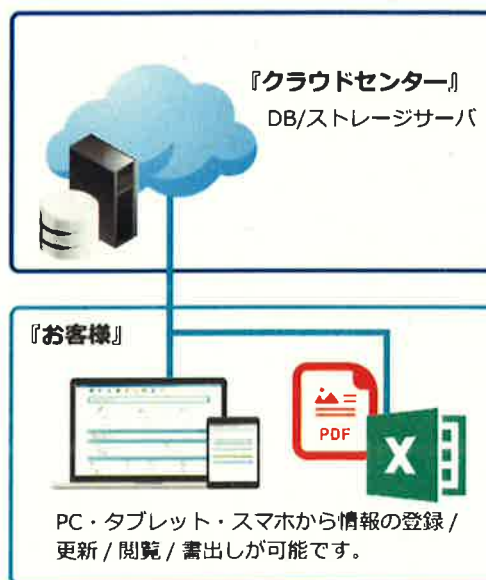 『クラウドセンター』
DB/ストレージサーバ
『お客様』
PDF
X
PC・タブレット・スマホから情報の登録 /
更新 / 閲覧 / 書出しが可能です。